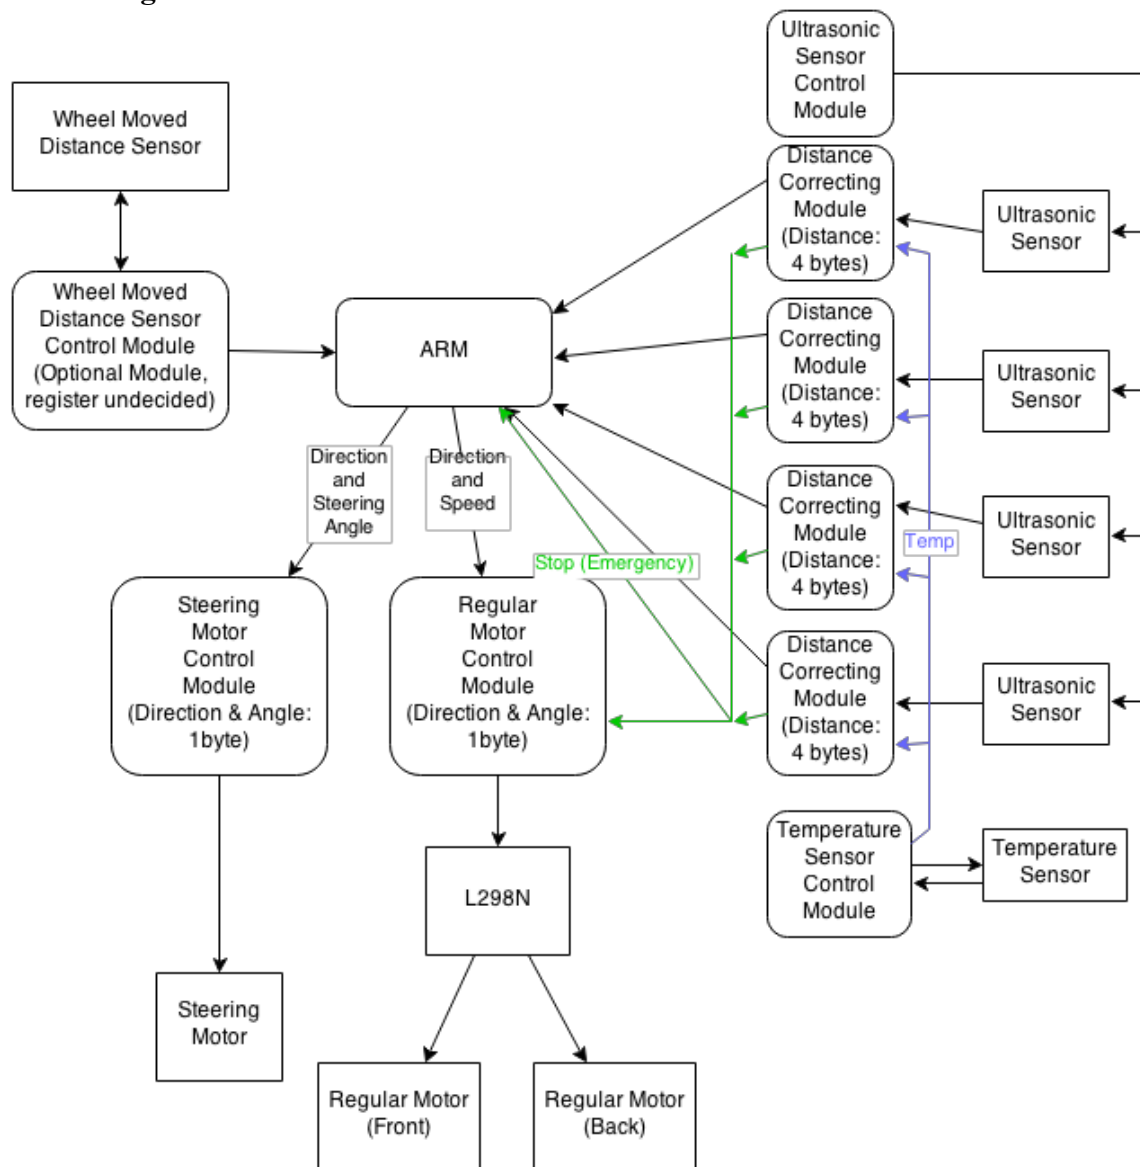 Ultrasonic
Sensor
Control
Module
Wheel Moved
Distance Sensor
Distance
Correcting
Module
(Distance:
4 bytes)
Ultrasonic
Sensor
Wheel Moved
Distance Sensor
Control Module
(Optional Module,
register undecided)
ARM
Distance
Correcting
Module
(Distance:
4 bytes)
Ultrasonic
Sensor
Direction
and
Steering
Angle
Direction
and
Speed
Distance
Correcting
Module
(Distance:
4 bytes)
Temp
Ultrasonic
Sensor
Stop (Emergency)
Steering
Motor
Control
Module
(Direction & Angle:
1byte)
Regular
Motor
Control
Module
(Direction & Angle:
1byte)
Distance
Correcting
Module
(Distance:
4 bytes)
Ultrasonic
Sensor
Temperature
Sensor
Control
Module
Temperature
Sensor
L298N
Steering
Motor
Regular Motor
(Front)
Regular Motor
(Back)